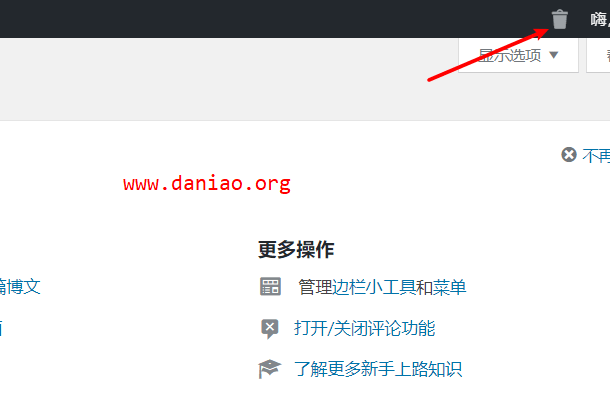 嗨,
显示选项
不再
www.daniao.org
更多操作
篇博文
管理边栏小工具和菜单
打开/关闭评论功能
了解更多新手上路知识